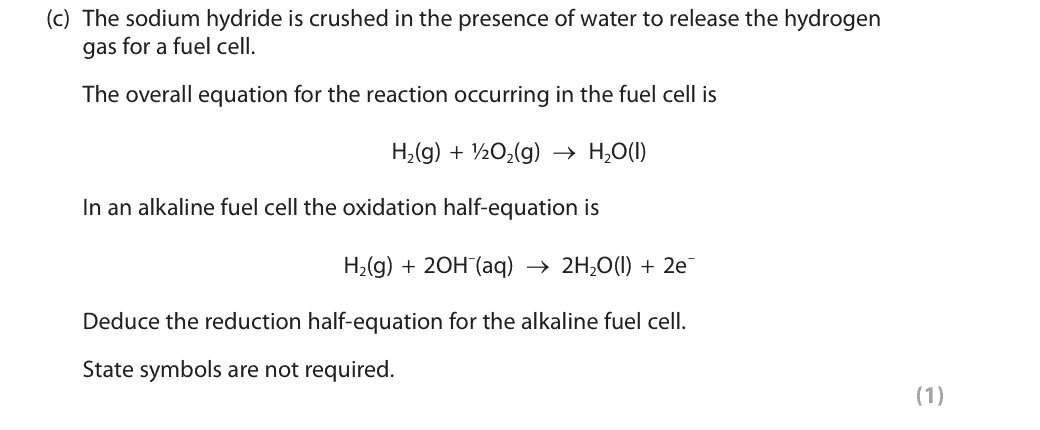 (c) The sodium hydride is crushed in the presence of water to release the hydrogen
gas for a fuel cell.
The overall equation for the reaction occurring in the fuel cell is
H₂(g) + ½O₂(g) → H₂O(l)
In an alkaline fuel cell the oxidation half-equation is
H₂(g) + 2OH⁻(aq) → 2H₂O(l) + 2e⁻
Deduce the reduction half-equation for the alkaline fuel cell.
State symbols are not required.
(1)